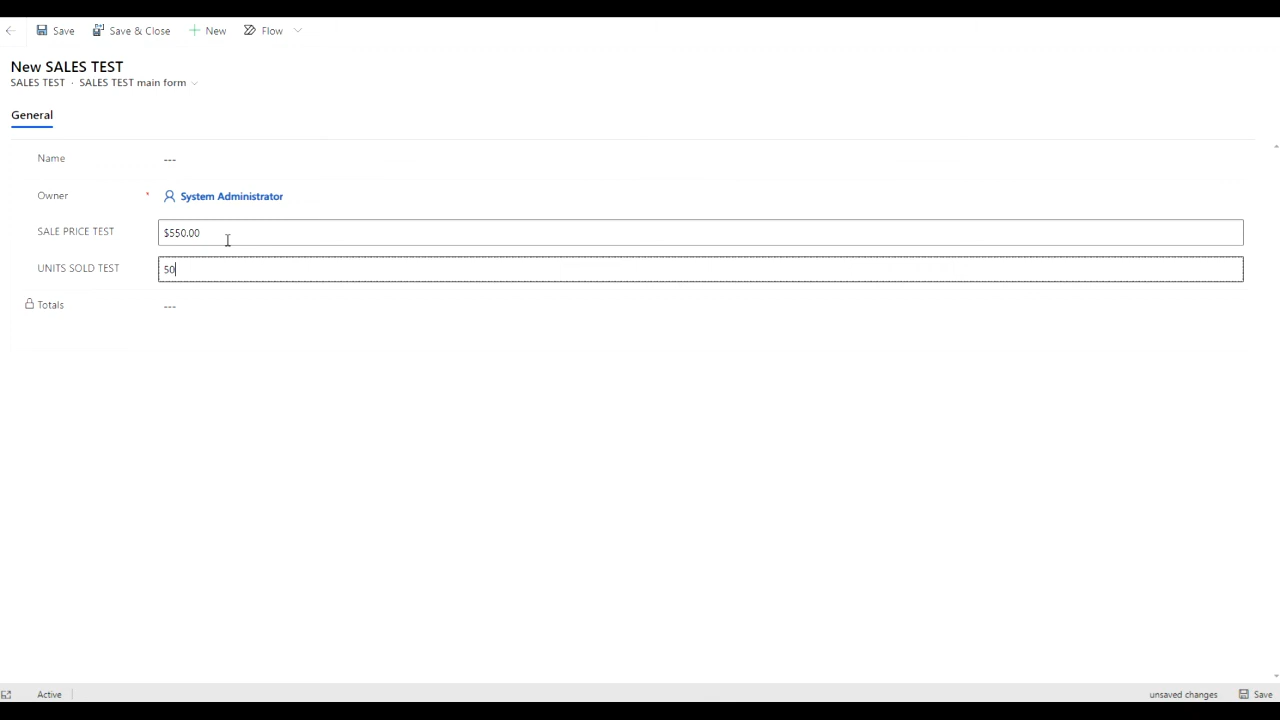 Save Save & Close New Flow
New SALES TEST
SALES TEST · SALES TEST main form
General
Name ---
Owner * System Administrator
SALE PRICE TEST $550.00
UNITS SOLD TEST 50
Totals ---
Active unsaved changes Save